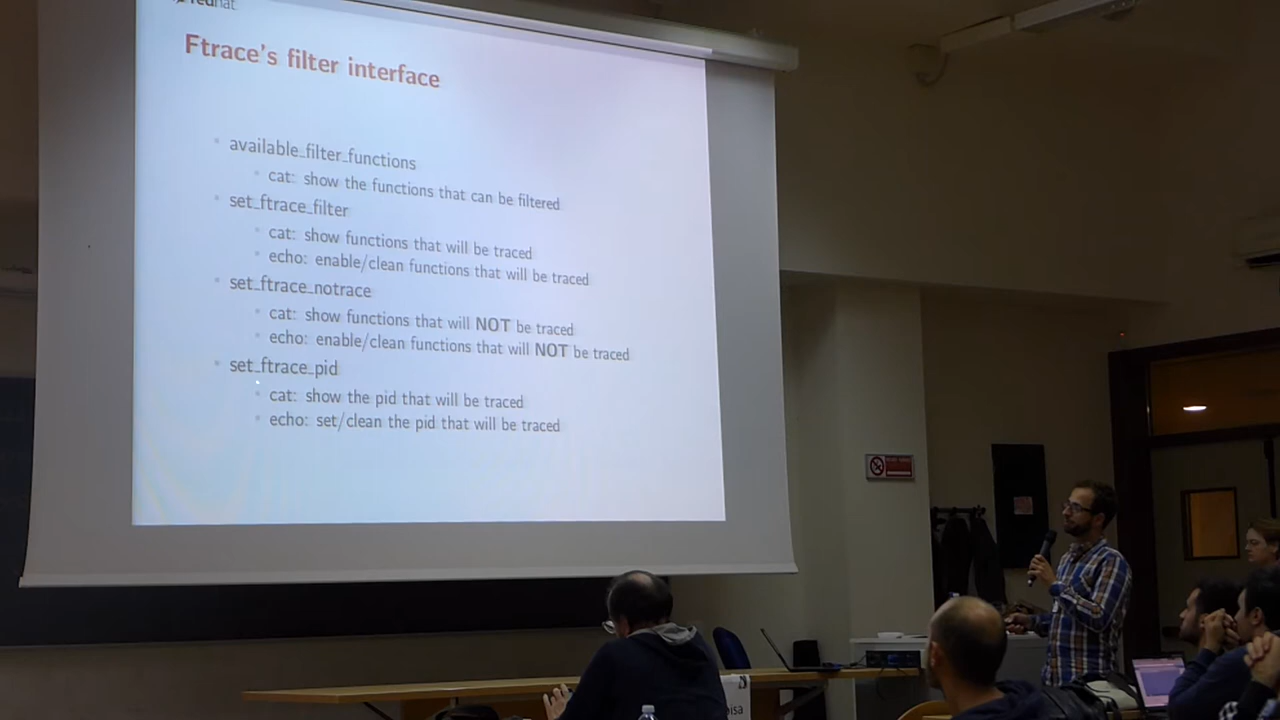 redhat
Ftrace's filter interface
available_filter_functions
cat: show the functions that can be filtered
set_ftrace_filter
cat: show functions that will be traced
echo: enable/clean functions that will be traced
set_ftrace_notrace
cat: show functions that will NOT be traced
echo: enable/clean functions that will NOT be traced
set_ftrace_pid
cat: show the pid that will be traced
echo: set/clean the pid that will be traced